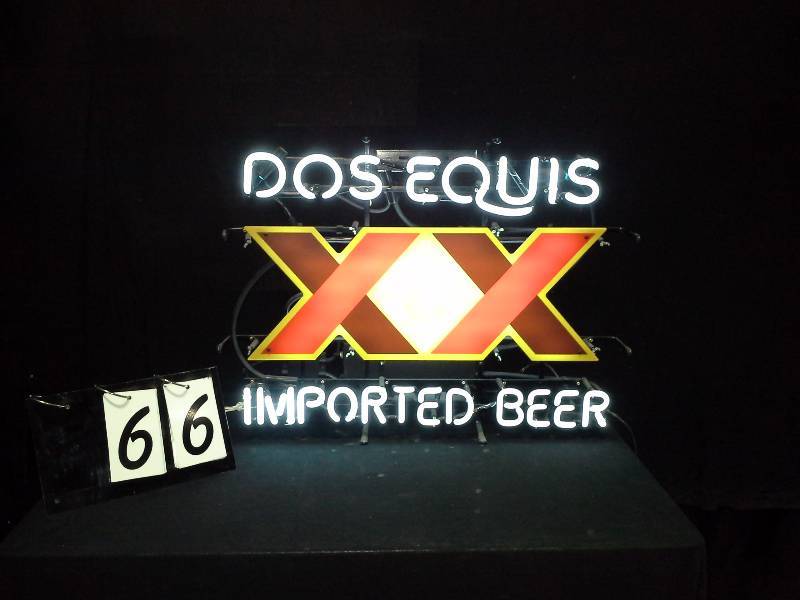 DOS EQUIS
XX
IMPORTED BEER
66